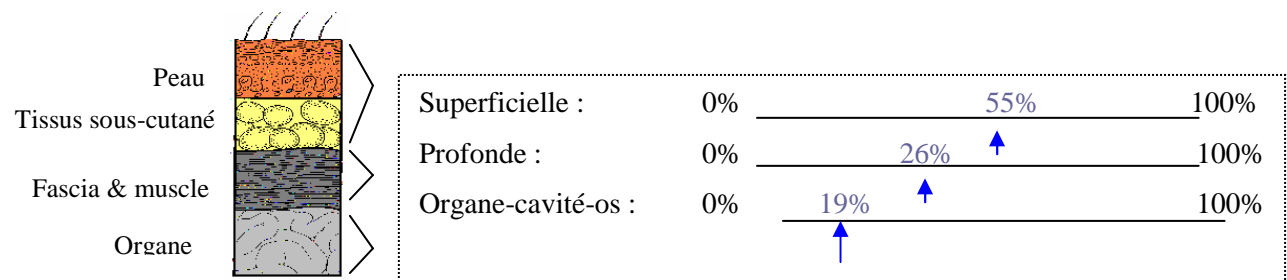 Peau
Tissus sous-cutané
Fascia & muscle
Organe
Superficielle : 0% 55% 100%
Profonde : 0% 26% 100%
Organe-cavité-os : 0% 19% 100%